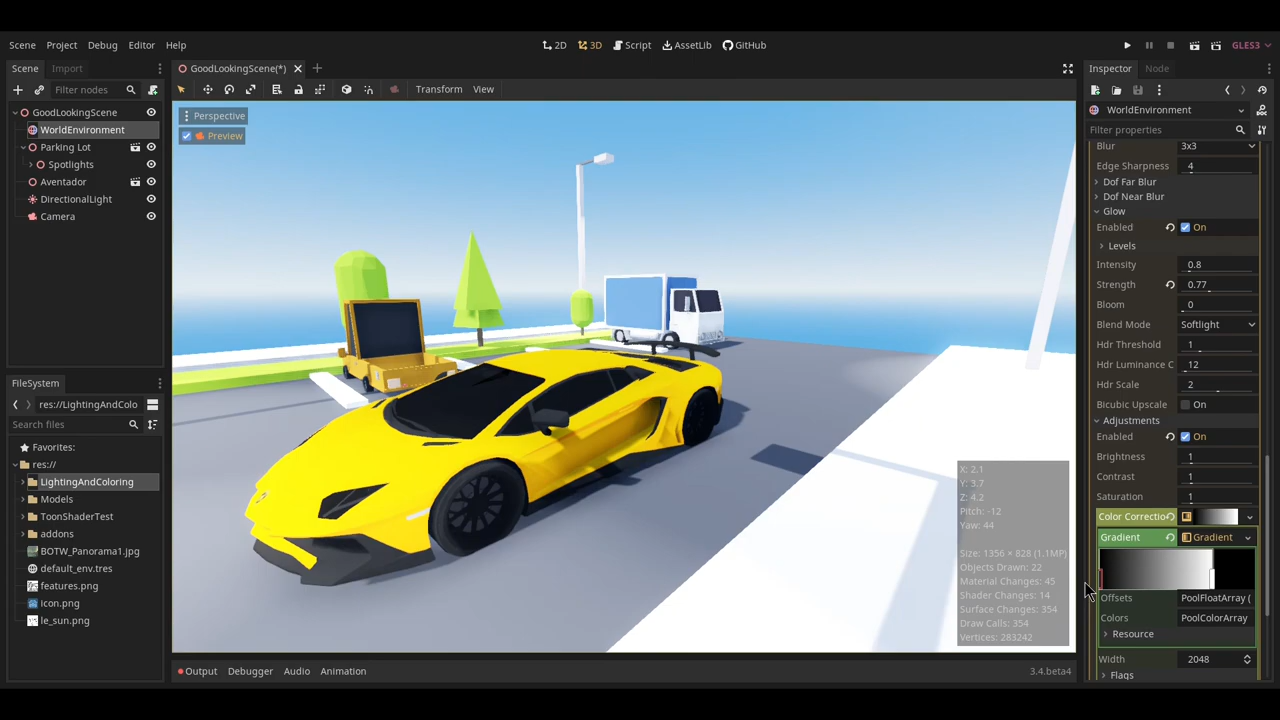 Scene Project Debug Editor Help
2D 3D Script AssetLib GitHub
GLES3
Scene Import
Filter nodes
GoodLookingScene
WorldEnvironment
Parking Lot
Spotlights
Aventador
DirectionalLight
Camera
FileSystem
res://LightingAndColo
Search files
Favorites:
res://
LightingAndColoring
Models
ToonShaderTest
addons
BOTW_Panorama1.jpg
default_env.tres
features.png
icon.png
le_sun.png
GoodLookingScene(*)
Transform View
Perspective
Preview
X: 2.1
Y: 3.7
Z: 4.2
Pitch: -12
Yaw: 44
Size: 1356 × 828 (1.1MP)
Objects Drawn: 22
Material Changes: 45
Shader Changes: 14
Surface Changes: 354
Draw Calls: 354
Vertices: 283242
Output Debugger Audio Animation
3.4.beta4
Inspector Node
WorldEnvironment
Filter properties
Blur 3x3
Edge Sharpness 4
Dof Far Blur
Dof Near Blur
Glow
Enabled On
Levels
Intensity 0.8
Strength 0.77
Bloom 0
Blend Mode Softlight
Hdr Threshold 1
Hdr Luminance C 12
Hdr Scale 2
Bicubic Upscale On
Adjustments
Enabled On
Brightness 1
Contrast 1
Saturation 1
Color Correctio
Gradient Gradient
Offsets PoolFloatArray (
Colors PoolColorArray
Resource
Width 2048
Flags